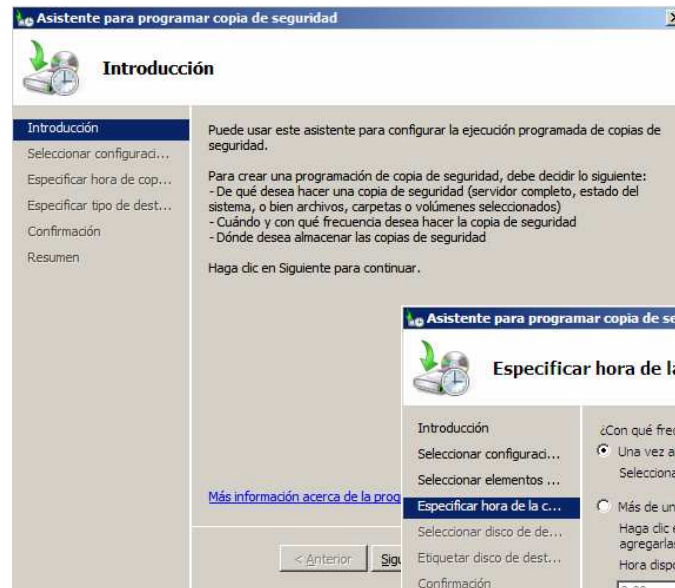 Asistente para programar copia de seguridad
Introducción
Introducción
Seleccionar configuraci...
Especificar hora de cop...
Especificar tipo de dest...
Confirmación
Resumen
Puede usar este asistente para configurar la ejecución programada de copias de
seguridad.
Para crear una programación de copia de seguridad, debe decidir lo siguiente:
- De qué desea hacer una copia de seguridad (servidor completo, estado del
sistema, o bien archivos, carpetas o volúmenes seleccionados)
- Cuándo y con qué frecuencia desea hacer la copia de seguridad
- Dónde desea almacenar las copias de seguridad
Haga clic en Siguiente para continuar.
Más información acerca de la prog
< Anterior
Sigu
Asistente para programar copia de se
Especificar hora de la
Introducción
Seleccionar configuraci...
Seleccionar elementos ...
Especificar hora de la c...
Seleccionar disco de de...
Etiquetar disco de dest...
Confirmación
¿Con qué fre
Una vez a
Selecciona
Más de un
Haga clic e
agregarlas
Hora dispo